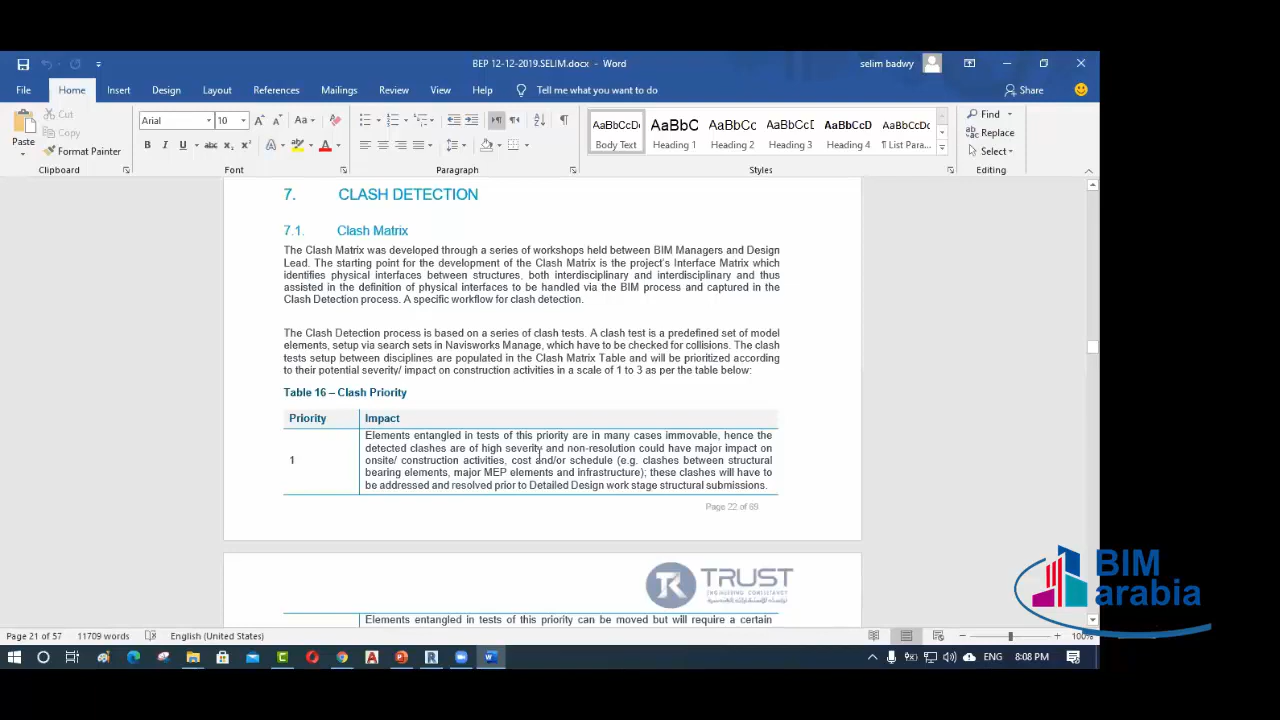 BEP 12-12-2019.SELIM.docx - Word
selim badwy
File Home Insert Design Layout References Mailings Review View Help Tell me what you want to do Share
Paste
Cut
Copy
Format Painter
Clipboard
Arial 10
Font
Paragraph
AaBbCcDı AaBbC AaBbCcD AaBbCcD AaBbCcD AaBbCcDc
Body Text Heading 1 Heading 2 Heading 3 Heading 4 ¶ List Para...
Styles
Find
Replace
Select
Editing
7. CLASH DETECTION
7.1. Clash Matrix
The Clash Matrix was developed through a series of workshops held between BIM Managers and Design
Lead. The starting point for the development of the Clash Matrix is the project's Interface Matrix which
identifies physical interfaces between structures, both interdisciplinary and interdisciplinary and thus
assisted in the definition of physical interfaces to be handled via the BIM process and captured in the
Clash Detection process. A specific workflow for clash detection.
The Clash Detection process is based on a series of clash tests. A clash test is a predefined set of model
elements, setup via search sets in Navisworks Manage, which have to be checked for collisions. The clash
tests setup between disciplines are populated in the Clash Matrix Table and will be prioritized according
to their potential severity/ impact on construction activities in a scale of 1 to 3 as per the table below:
Table 16 – Clash Priority
Priority Impact
1
Elements entangled in tests of this priority are in many cases immovable, hence the
detected clashes are of high severity and non-resolution could have major impact on
onsite/ construction activities, cost and/or schedule (e.g. clashes between structural
bearing elements, major MEP elements and infrastructure); these clashes will have to
be addressed and resolved prior to Detailed Design work stage structural submissions.
Page 22 of 69
TRUST
ENGINEERING CONSULTANCY
Elements entangled in tests of this priority can be moved but will require a certain
BIM
arabia
Page 21 of 57 11709 words English (United States) 100%
ENG 8:08 PM